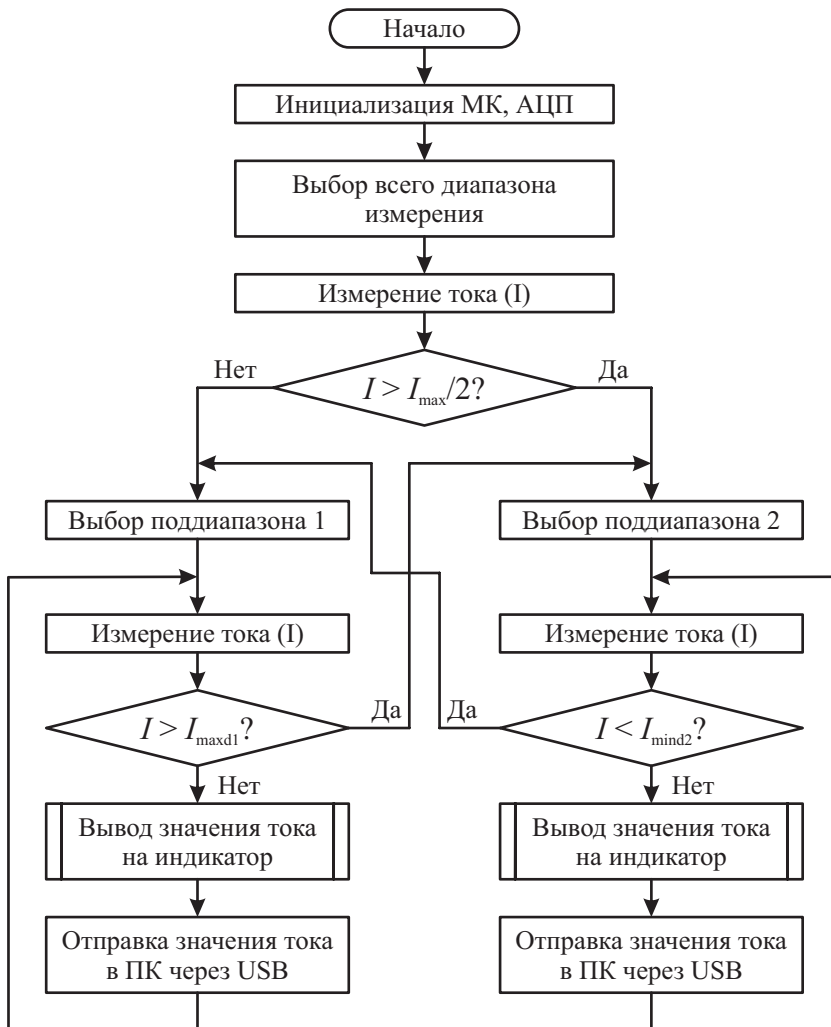 Начало
Инициализация МК, АЦП
Выбор всего диапазона
измерения
Измерение тока (I)
Нет
I > Imax/2?
Да
Выбор поддиапазона 1
Выбор поддиапазона 2
Измерение тока (I)
Измерение тока (I)
I > Imaxd1?
Да
Да
I < Imind2?
Нет
Нет
Вывод значения тока
на индикатор
Вывод значения тока
на индикатор
Отправка значения тока
в ПК через USB
Отправка значения тока
в ПК через USB